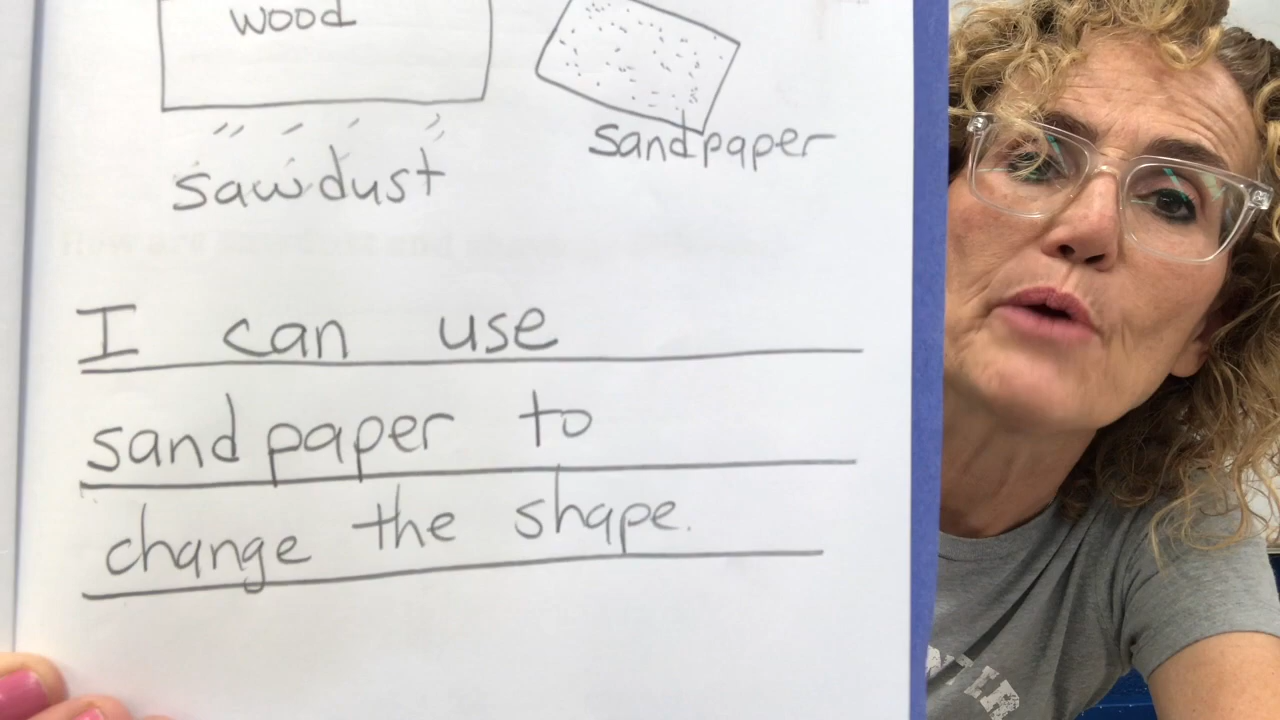 wood
sandpaper
sawdust
I can use
sandpaper to
change the shape.